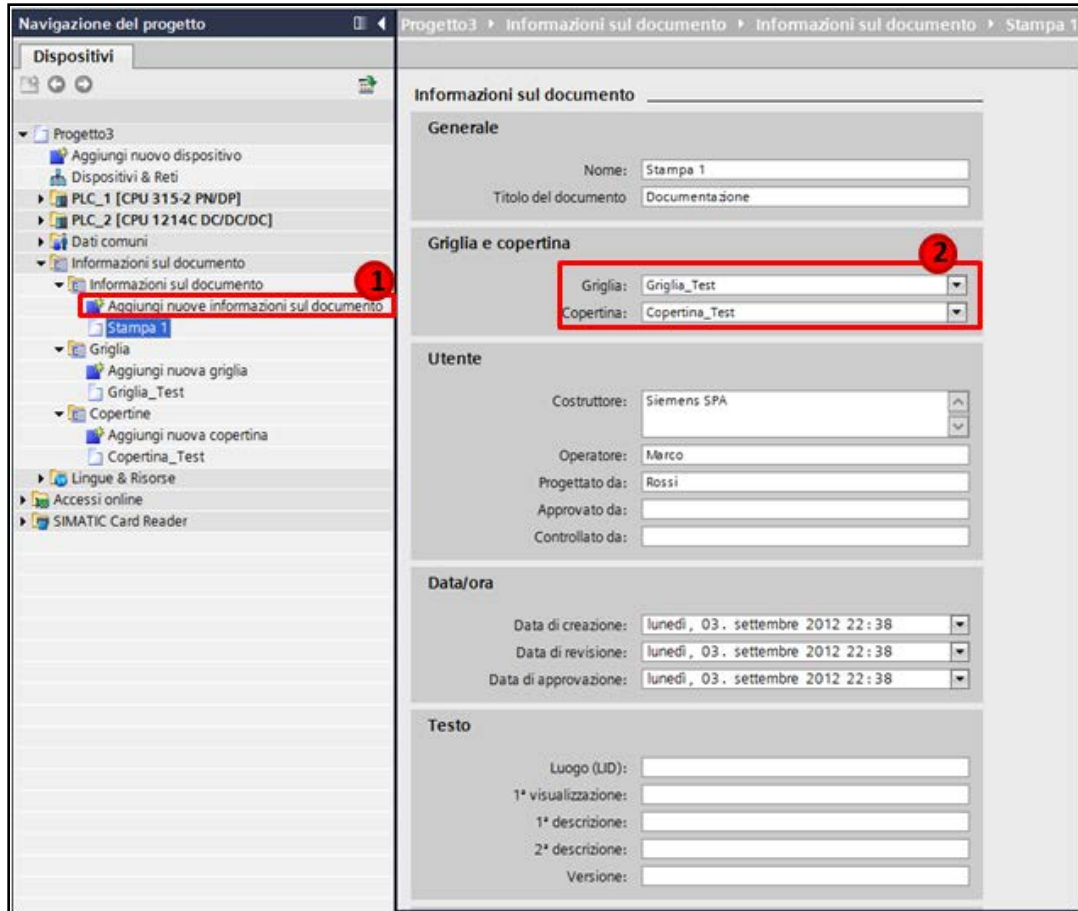 Navigazione del progetto
Dispositivi
Progetto3
Aggiungi nuovo dispositivo
Dispositivi & Reti
PLC_1 [CPU 315-2 PN/DP]
PLC_2 [CPU 1214C DC/DC/DC]
Dati comuni
Informazioni sul documento
Informazioni sul documento
1
Aggiungi nuove informazioni sul documento
Stampa 1
Griglia
Aggiungi nuova griglia
Griglia_Test
Copertine
Aggiungi nuova copertina
Copertina_Test
Lingue & Risorse
Accessi online
SIMATIC Card Reader
Progetto3 Informazioni sul documento Informazioni sul documento Stampa 1
Informazioni sul documento
Generale
Nome: Stampa 1
Titolo del documento Documentazione
Griglia e copertina
2
Griglia: Griglia_Test
Copertina: Copertina_Test
Utente
Costruttore: Siemens SPA
Operatore: Marco
Progettato da: Rossi
Approvato da:
Controllato da:
Data/ora
Data di creazione: lunedì, 03. settembre 2012 22:38
Data di revisione: lunedì, 03. settembre 2012 22:38
Data di approvazione: lunedì, 03. settembre 2012 22:38
Testo
Luogo (LID):
1ª visualizzazione:
1ª descrizione:
2ª descrizione:
Versione: